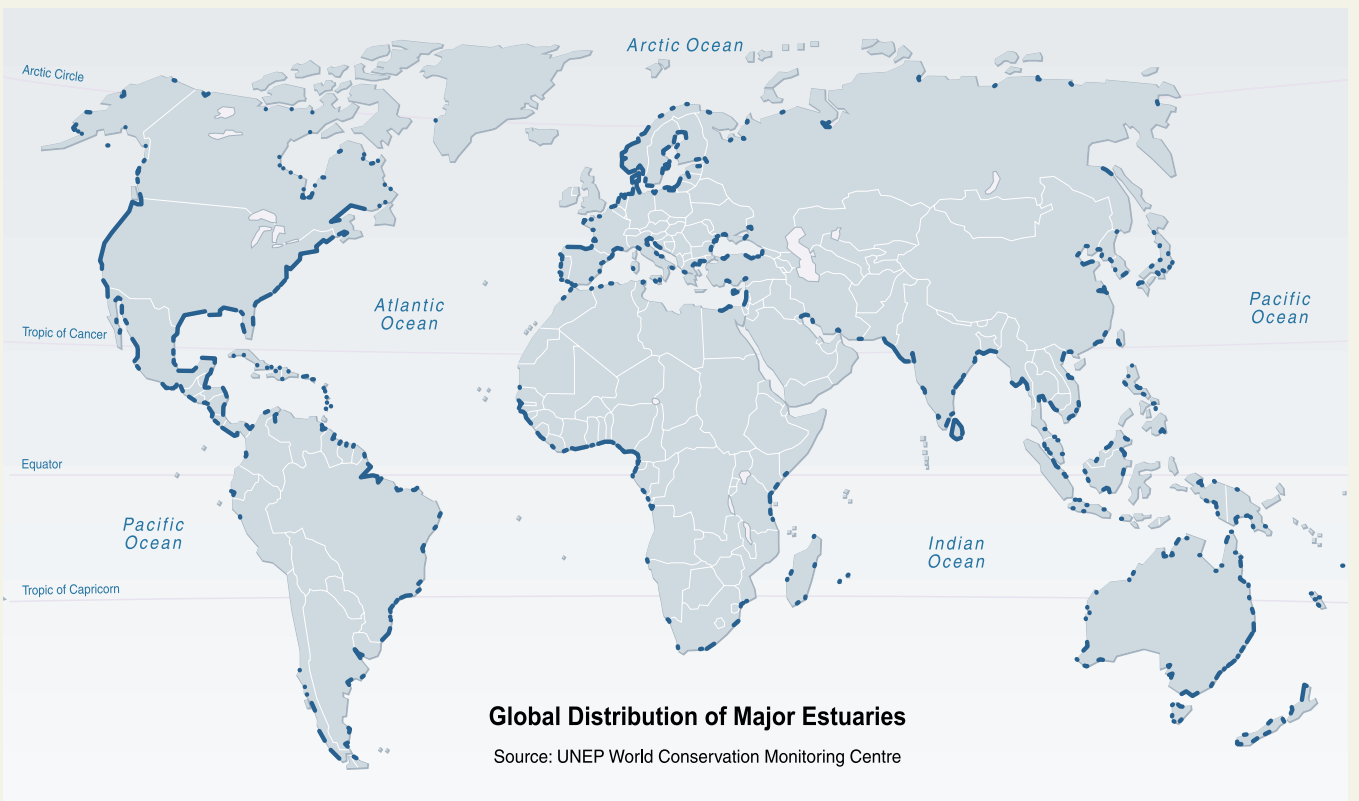 Arctic Ocean
Arctic Circle
Atlantic
Ocean
Pacific
Ocean
Tropic of Cancer
Equator
Pacific
Ocean
Indian
Ocean
Tropic of Capricorn
Global Distribution of Major Estuaries
Source: UNEP World Conservation Monitoring Centre